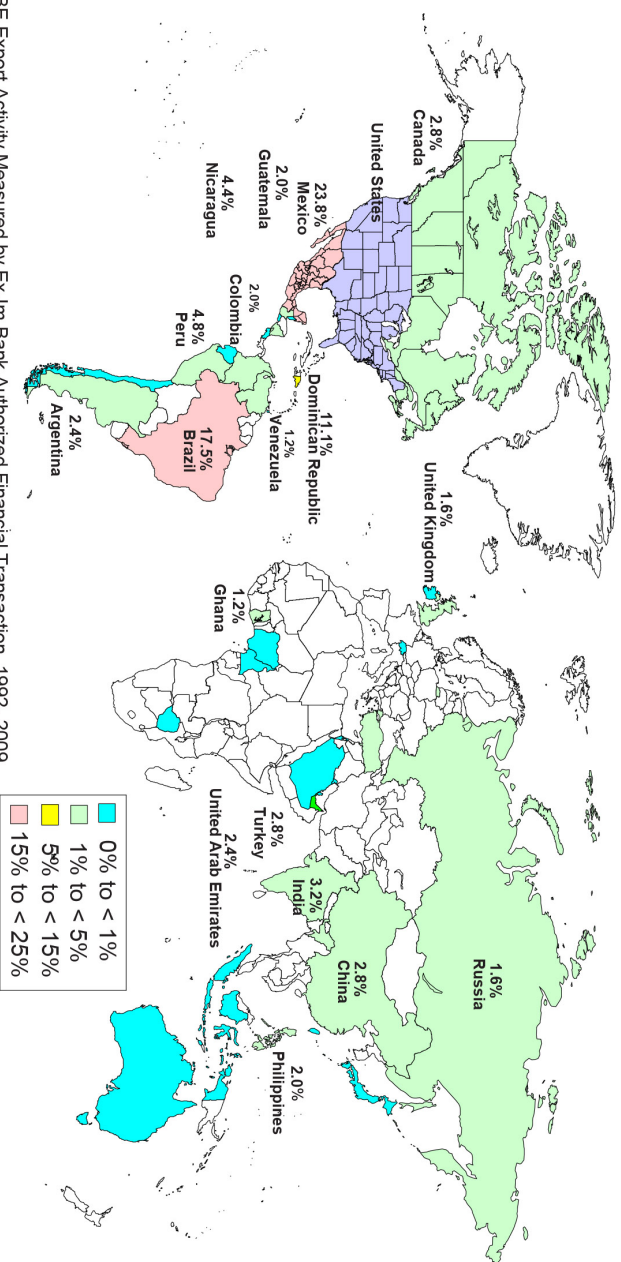 2.8%
Canada
United States
23.8%
Mexico
2.0%
Guatemala
4.4%
Nicaragua
11.1%
Dominican Republic
1.2%
Venezuela
2.0%
Colombia
4.8%
Peru
17.5%
Brazil
2.4%
Argentina
1.6%
United Kingdom
1.2%
Ghana
1.6%
Russia
2.8%
Turkey
2.4%
United Arab Emirates
3.2%
India
2.8%
China
2.0%
Philippines
0% to < 1%
1% to < 5%
5% to < 15%
15% to < 25%
Export Activity Measured by Ex-Im Bank Authorized Financial Transaction, 1992 - 2009